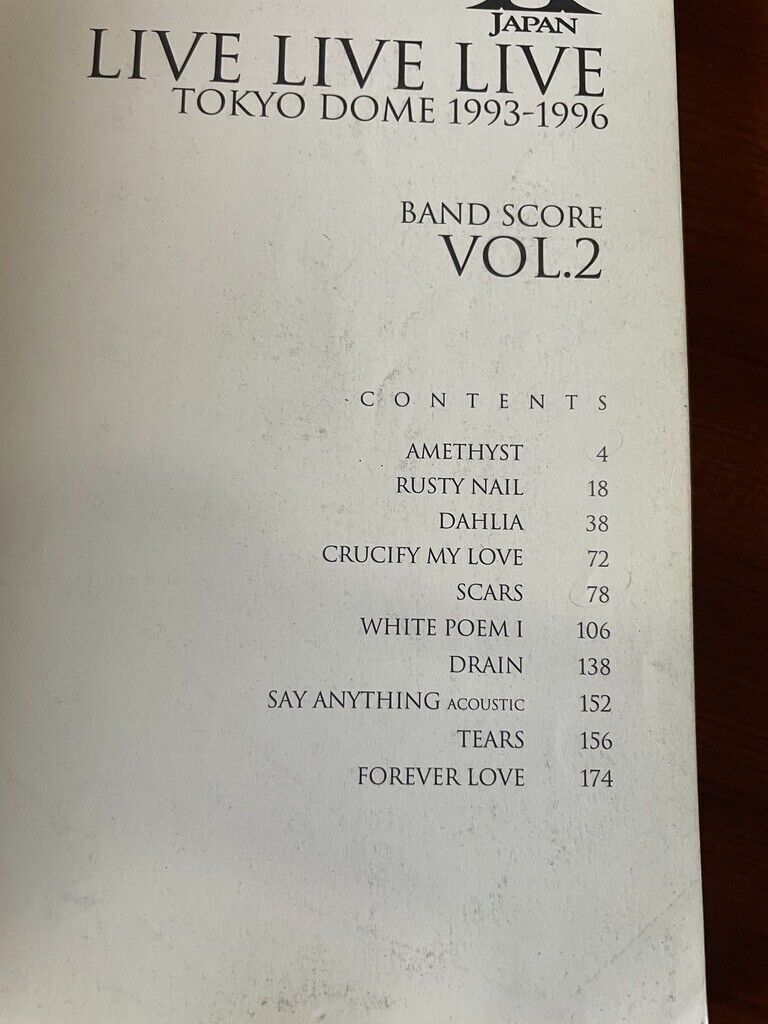 JAPAN
LIVE LIVE LIVE
TOKYO DOME 1993-1996
BAND SCORE
VOL.2
CONTENTS
AMETHYST 4
RUSTY NAIL 18
DAHLIA 38
CRUCIFY MY LOVE 72
SCARS 78
WHITE POEM I 106
DRAIN 138
SAY ANYTHING ACOUSTIC 152
TEARS 156
FOREVER LOVE 174